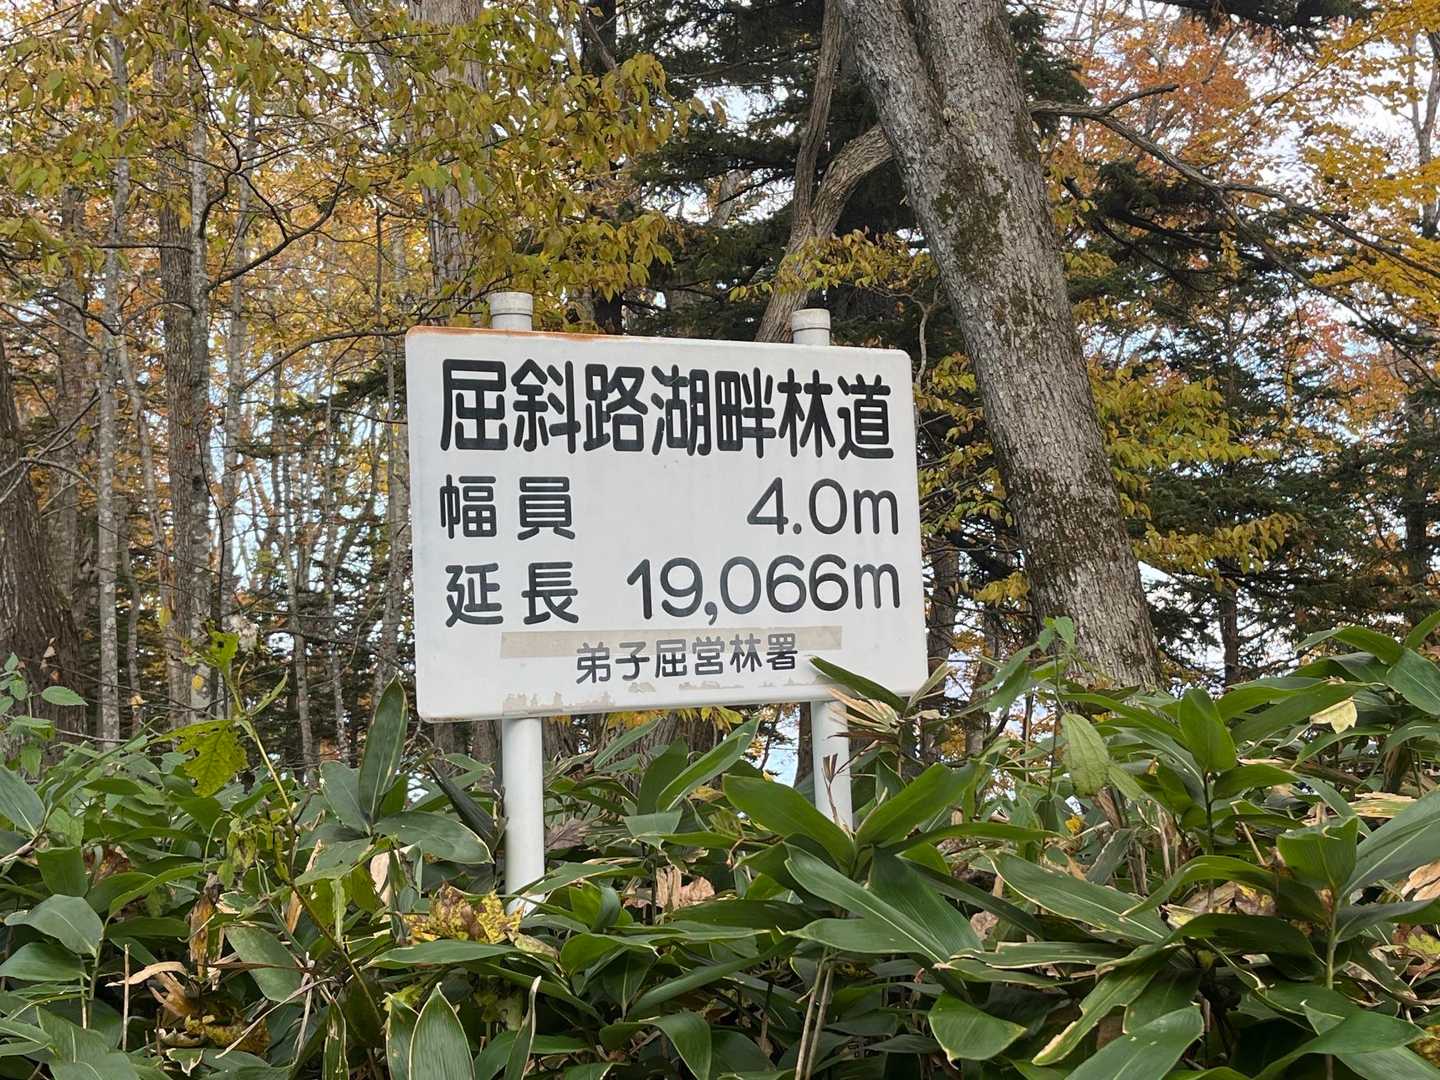 屈斜路湖畔林道
幅員 4.0m
延長 19,066m
弟子屈営林署